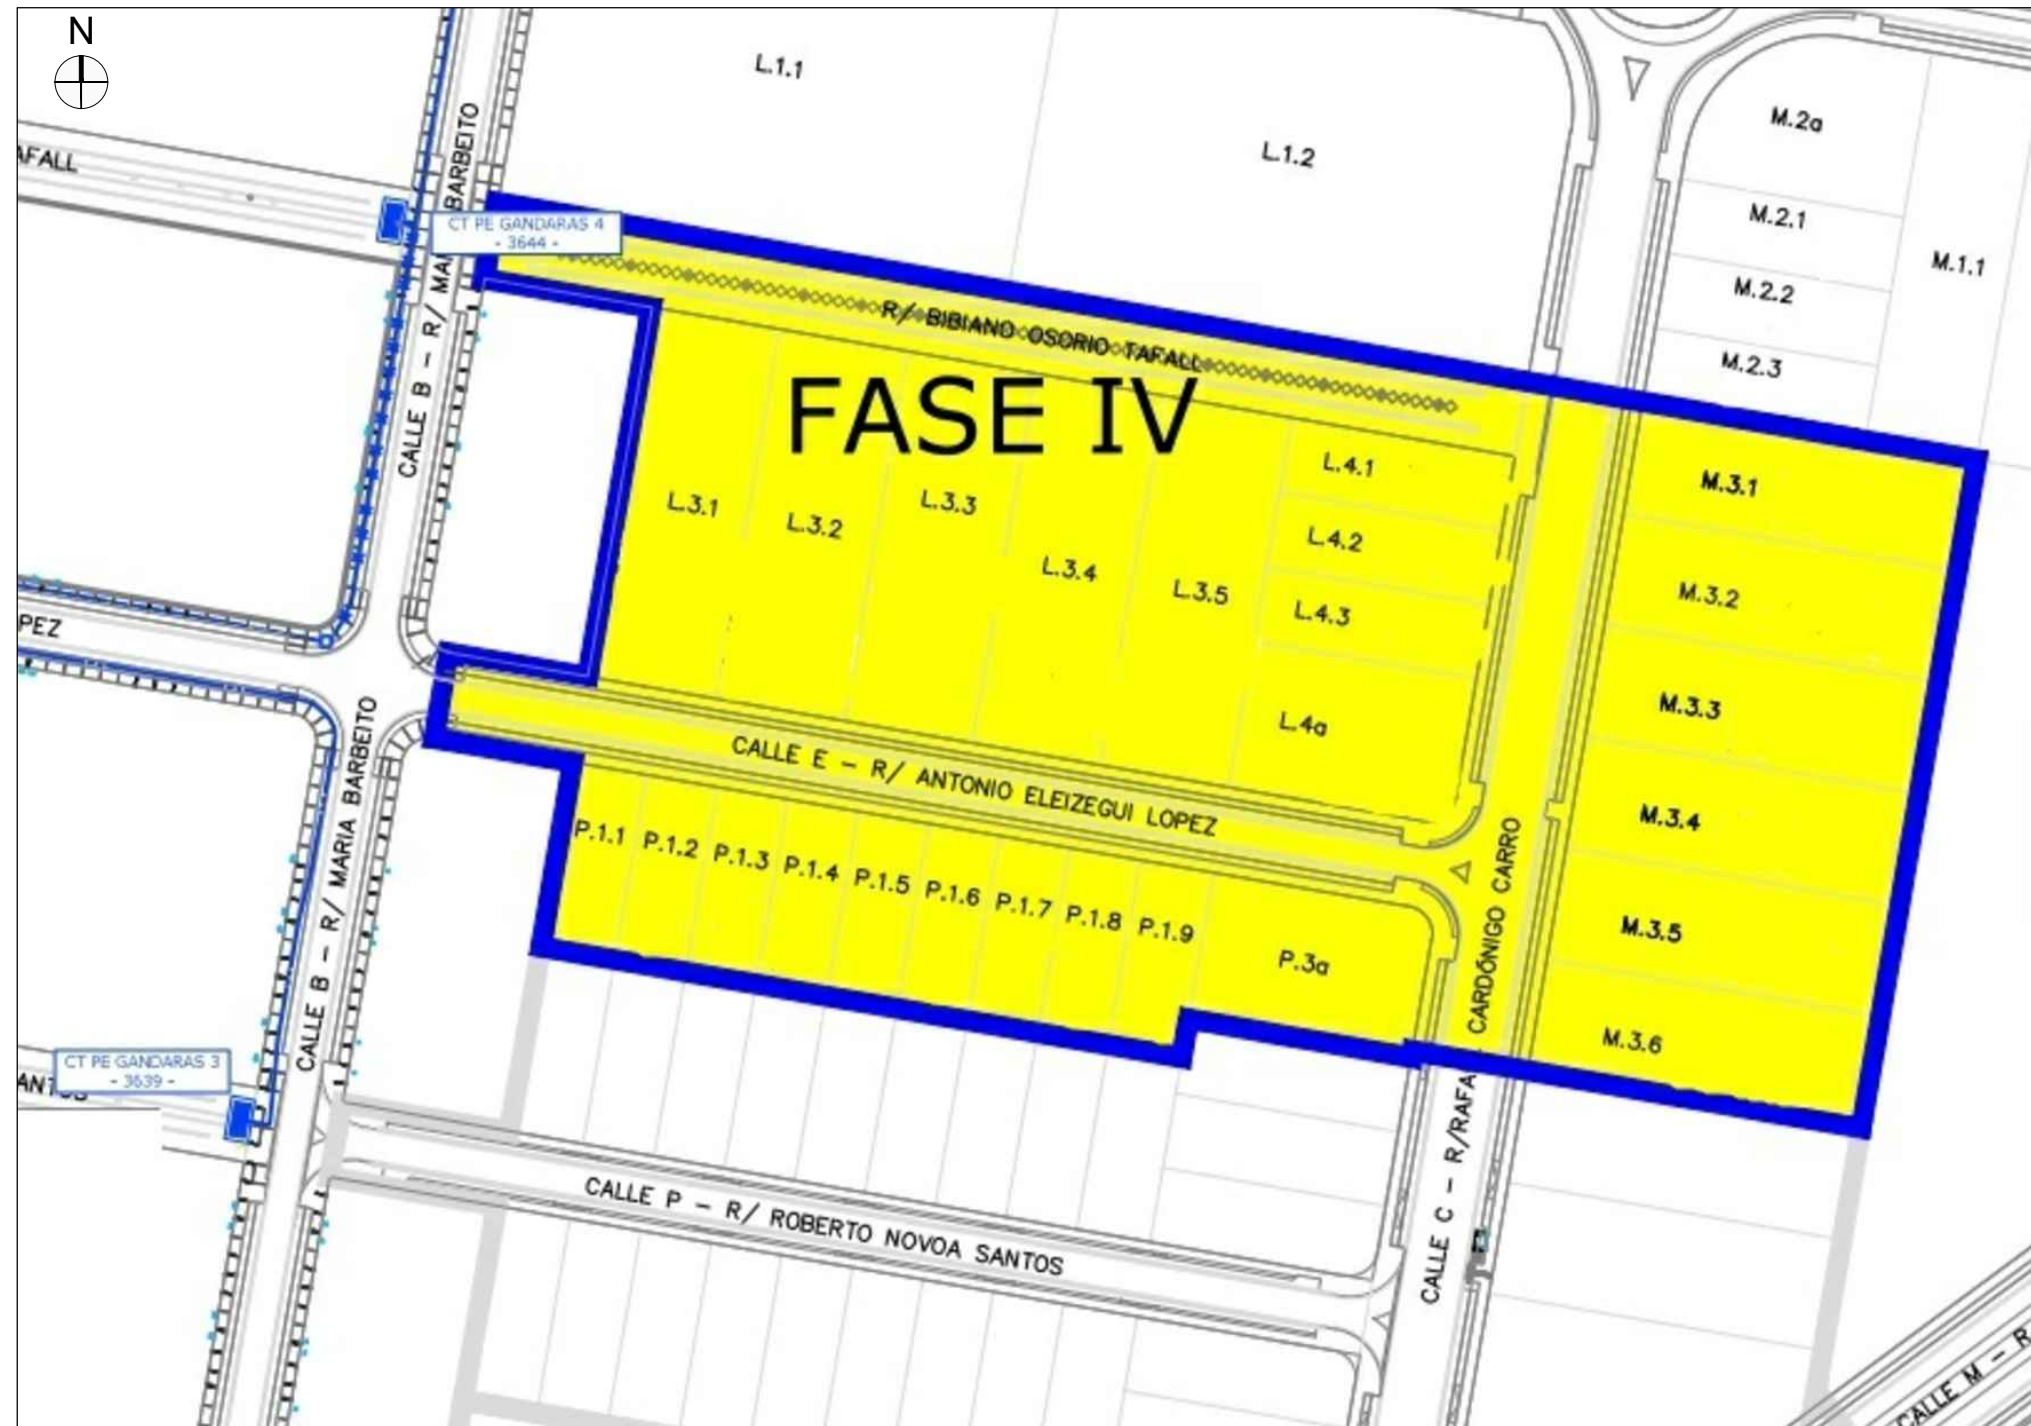 N
L.1.1
L.1.2
M.2a
M.2.1
M.1.1
M.2.2
M.2.3
AFALL
CT PE GANDARAS 4
- 3644 -
CALLE B - R/ MA BARBEITO
R/ BIBIANO OSORIO TAFALL
FASE IV
L.3.1
L.3.2
L.3.3
L.3.4
L.3.5
L.4.1
L.4.2
L.4.3
L.4a
M.3.1
M.3.2
M.3.3
M.3.4
M.3.5
M.3.6
PEZ
CALLE E - R/ ANTONIO ELEIZEGUI LOPEZ
P.1.1
P.1.2
P.1.3
P.1.4
P.1.5
P.1.6
P.1.7
P.1.8
P.1.9
P.3a
CALLE B - R/ MARIA BARBEITO
CT PE GANDARAS 3
- 3639 -
CALLE P - R/ ROBERTO NOVOA SANTOS
CALLE C - R/RAFA CARDÓNIGO CARRO
CALLE M - R